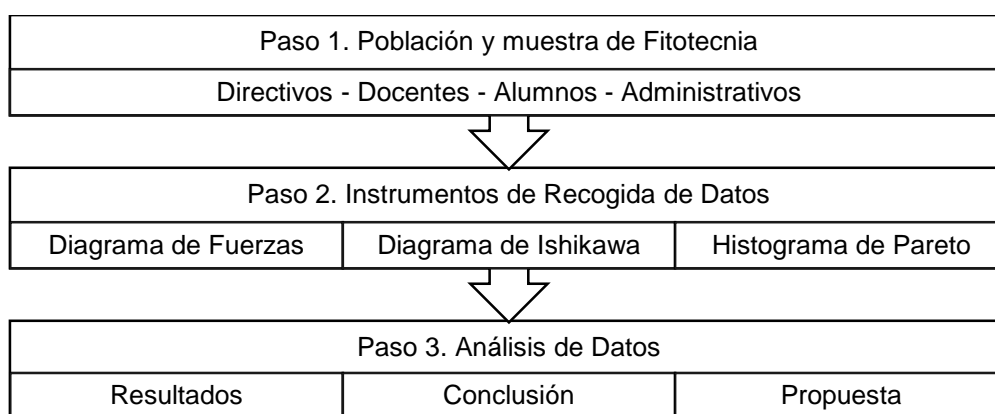 Paso 1. Población y muestra de Fitotecnia
Directivos - Docentes - Alumnos - Administrativos
Paso 2. Instrumentos de Recogida de Datos
Diagrama de Fuerzas Diagrama de Ishikawa Histograma de Pareto
Paso 3. Análisis de Datos
Resultados Conclusión Propuesta